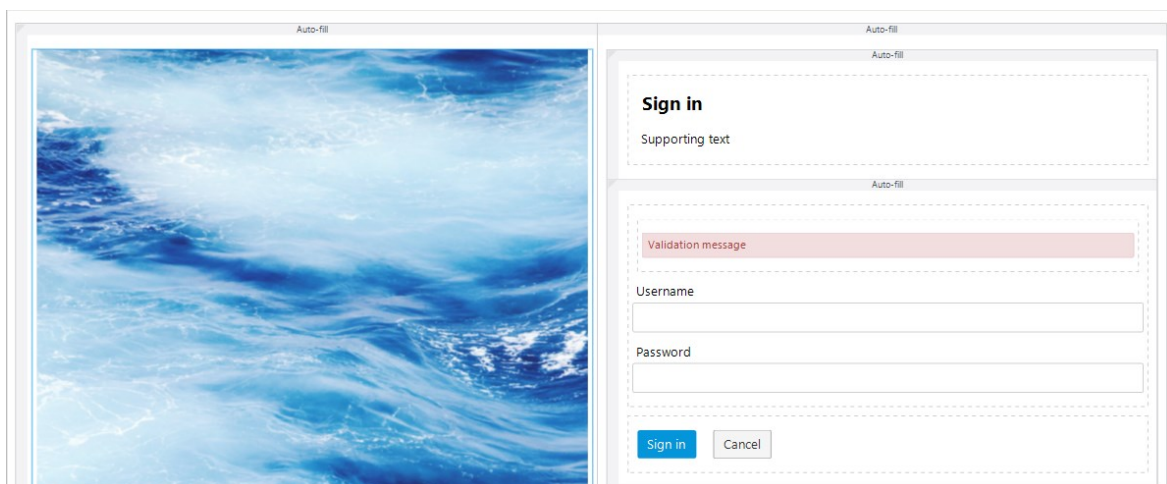 Auto-fill
Auto-fill
Auto-fill
Sign in
Supporting text
Auto-fill
Validation message
Username
Password
Sign in
Cancel